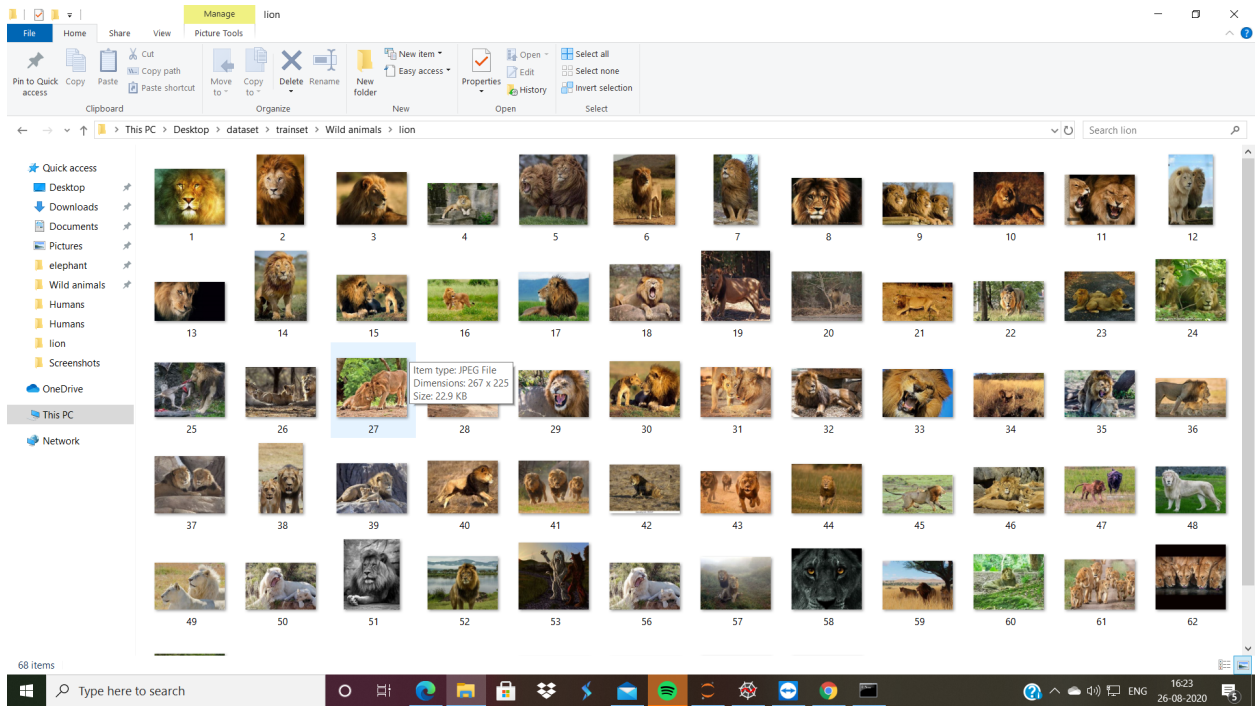 Manage
lion
File
Home
Share
View
Picture Tools
Pin to Quick access
Copy
Paste
Cut
Copy path
Paste shortcut
Clipboard
Move to
Copy to
Delete
Rename
Organize
New folder
New item
Easy access
New
Properties
Open
Edit
History
Open
Select all
Select none
Invert selection
Select
This PC > Desktop > dataset > trainset > Wild animals > lion
Search lion
Quick access
Desktop
Downloads
Documents
Pictures
elephant
Wild animals
Humans
Humans
lion
Screenshots
OneDrive
This PC
Network
1 2 3 4 5 6 7 8 9 10 11 12
13 14 15 16 17 18 19 20 21 22 23 24
Item type: JPEG File
Dimensions: 267 x 225
Size: 22.9 KB
25 26 27 28 29 30 31 32 33 34 35 36
37 38 39 40 41 42 43 44 45 46 47 48
49 50 51 52 53 56 57 58 59 60 61 62
68 items
Type here to search
ENG
16:23
26-08-2020
5